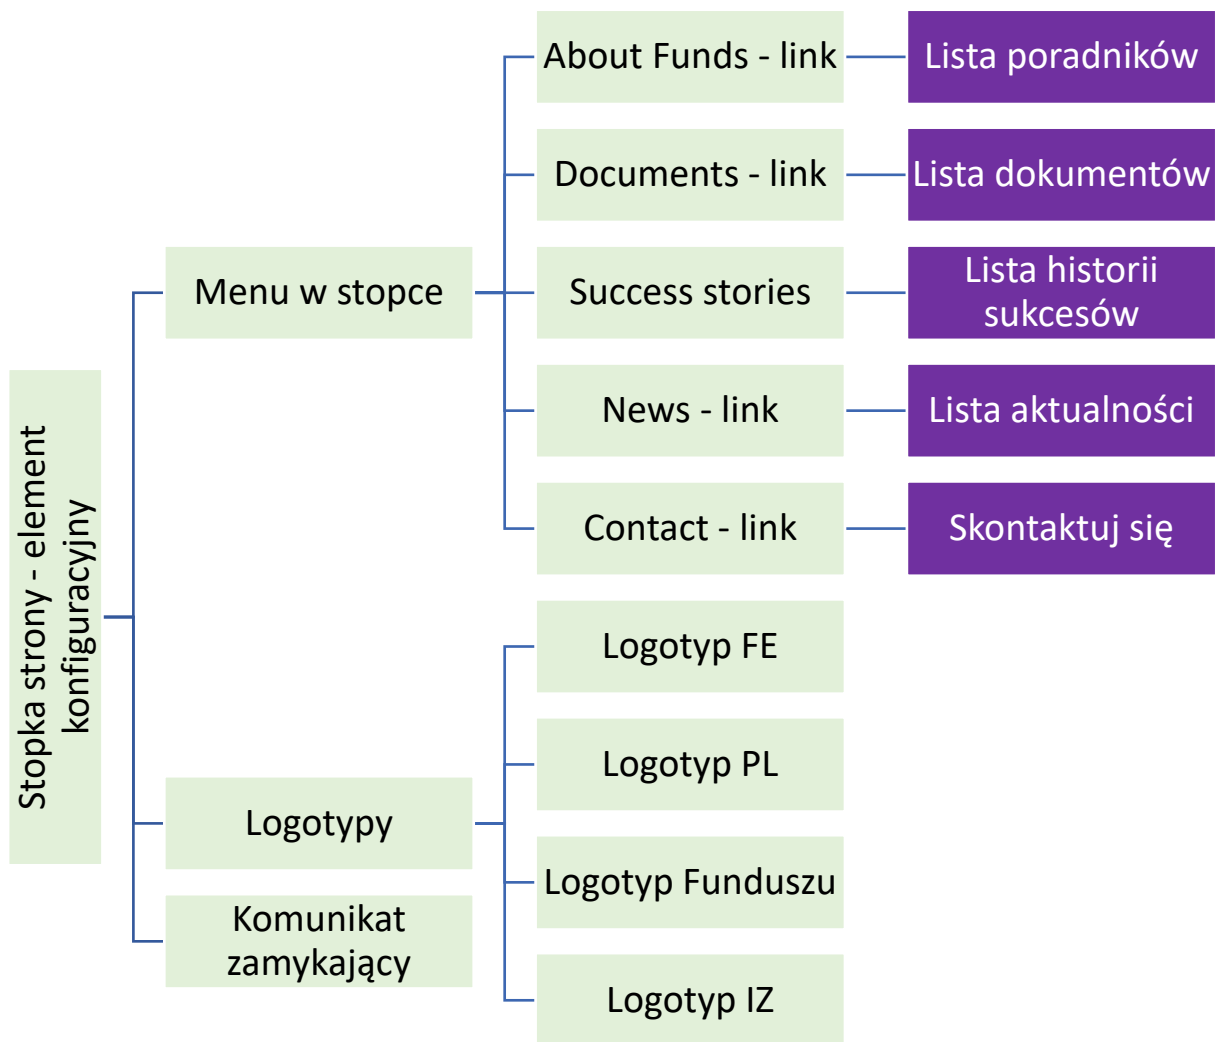 Stopka strony - element
konfiguracyjny
Menu w stopce
About Funds - link
Lista poradników
Documents - link
Lista dokumentów
Success stories
Lista historii
sukcesów
News - link
Lista aktualności
Contact - link
Skontaktuj się
Logotypy
Logotyp FE
Logotyp PL
Logotyp Funduszu
Logotyp IZ
Komunikat
zamykający